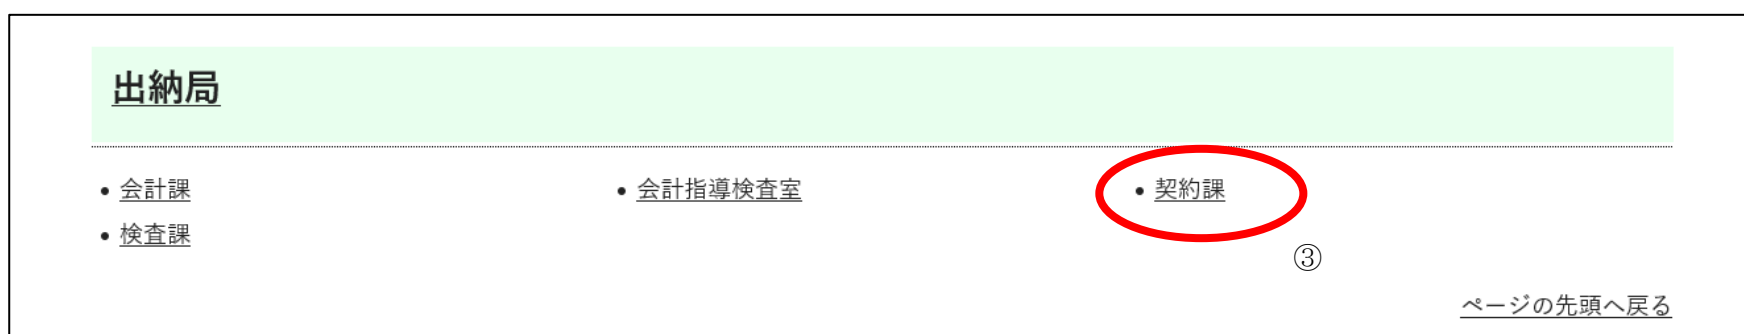 出納局
• 会計課
• 会計指導検査室
• 契約課
• 検査課
③
ページの先頭へ戻る